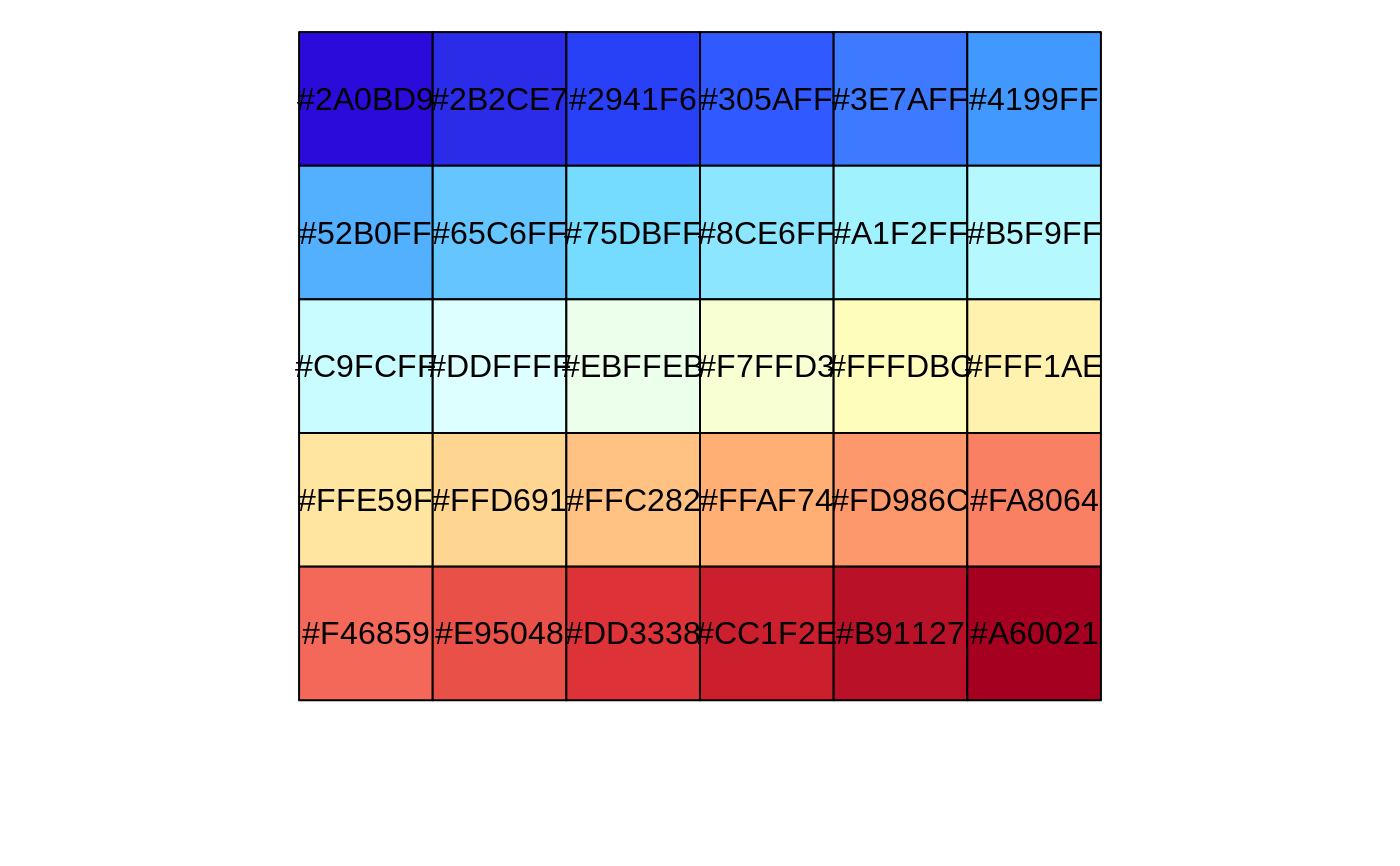 #2A0BD9 #2B2CE7 #2941F6 #305AFF #3E7AFF #4199FF
#52B0FF #65C6FF #75DBFF #8CE6FF #A1F2FF #B5F9FF
#C9FCFF #DDFFFF #EBFFEB #F7FFD3 #FFFDBC #FFF1AE
#FFE59F #FFD691 #FFC282 #FFAF74 #FD986C #FA8064
#F46859 #E95048 #DD3338 #CC1F2E #B91127 #A60021